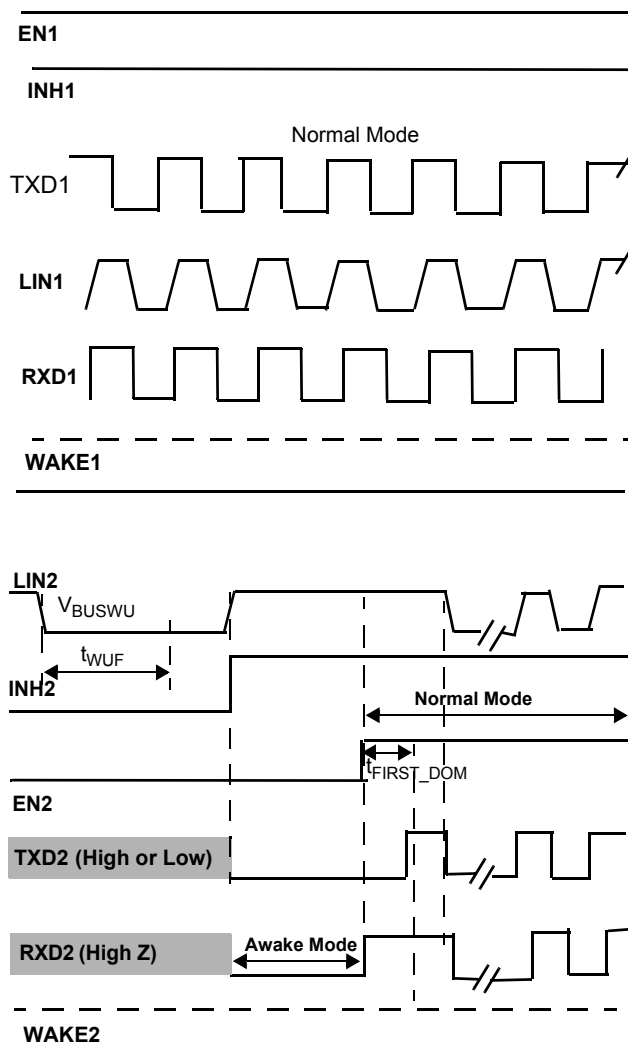 EN1
INH1
Normal Mode
TXD1
LIN1
RXD1
WAKE1
LIN2
VBUSWU
tWUF
INH2
Normal Mode
tFIRST_DOM
EN2
TXD2 (High or Low)
RXD2 (High Z)
Awake Mode
WAKE2